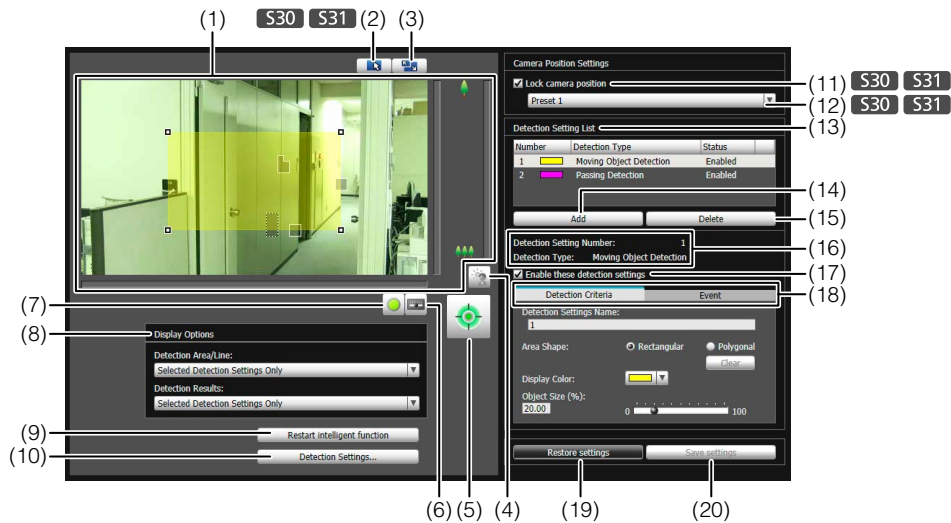 (1) S30 S31 (2) (3)
Camera Position Settings
Lock camera position
(11) S30 S31
Preset 1
(12) S30 S31
Detection Setting List
(13)
Number Detection Type Status
1 Moving Object Detection Enabled
2 Passing Detection Enabled
(14)
Add Delete
(15)
Detection Setting Number: 1
Detection Type: Moving Object Detection
(16)
Enable these detection settings
(17)
Detection Criteria Event
(18)
Detection Settings Name:
1
Area Shape: Rectangular Polygonal
Clear
Display Color:
Object Size (%):
20.00 0 100
Restore settings Save settings
(7)
(8)
Display Options
Detection Area/Line:
Selected Detection Settings Only
Detection Results:
Selected Detection Settings Only
(9)
Restart intelligent function
(10)
Detection Settings...
(6) (5) (4) (19) (20)